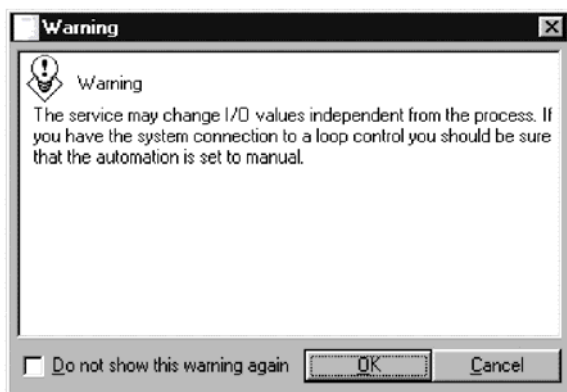 Warning
Warning
The service may change I/O values independent from the process. If
you have the system connection to a loop control you should be sure
that the automation is set to manual.
Do not show this warning again
OK
Cancel